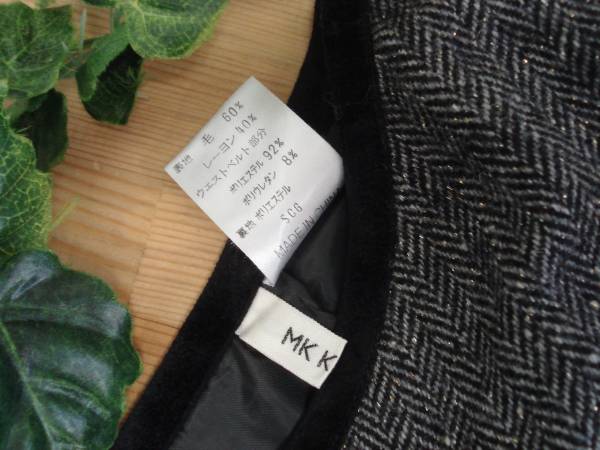 表地 毛 60%
レーヨン 40%
ウエストベルト部分
ポリエステル 92%
ポリウレタン 8%
裏地 ポリエステル
SCG
MADE IN CHINA
MK K